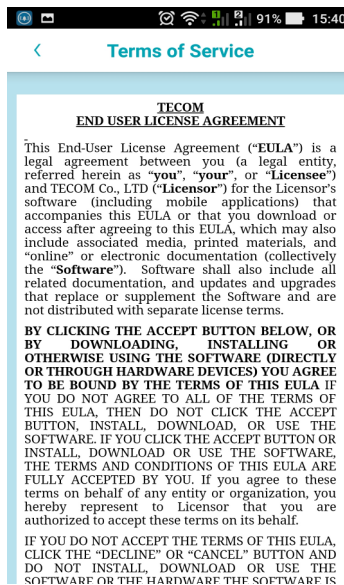 91% 15:40
Terms of Service
TECOM
END USER LICENSE AGREEMENT
This End-User License Agreement (“EULA”) is a
legal agreement between you (a legal entity,
referred herein as “you”, “your”, or “Licensee”)
and TECOM Co., LTD (“Licensor”) for the Licensor’s
software (including mobile applications) that
accompanies this EULA or that you download or
access after agreeing to this EULA, which may also
include associated media, printed materials, and
“online” or electronic documentation (collectively
the “Software”). Software shall also include all
related documentation, and updates and upgrades
that replace or supplement the Software and are
not distributed with separate license terms.
BY CLICKING THE ACCEPT BUTTON BELOW, OR
BY DOWNLOADING, INSTALLING OR
OTHERWISE USING THE SOFTWARE (DIRECTLY
OR THROUGH HARDWARE DEVICES) YOU AGREE
TO BE BOUND BY THE TERMS OF THIS EULA IF
YOU DO NOT AGREE TO ALL OF THE TERMS OF
THIS EULA, THEN DO NOT CLICK THE ACCEPT
BUTTON, INSTALL, DOWNLOAD, OR USE THE
SOFTWARE. IF YOU CLICK THE ACCEPT BUTTON OR
INSTALL, DOWNLOAD OR USE THE SOFTWARE,
THE TERMS AND CONDITIONS OF THIS EULA ARE
FULLY ACCEPTED BY YOU. If you agree to these
terms on behalf of any entity or organization, you
hereby represent to Licensor that you are
authorized to accept these terms on its behalf.
IF YOU DO NOT ACCEPT THE TERMS OF THIS EULA,
CLICK THE “DECLINE” OR “CANCEL” BUTTON AND
DO NOT INSTALL, DOWNLOAD OR USE THE
SOFTWARE OR THE HARDWARE THE SOFTWARE IS